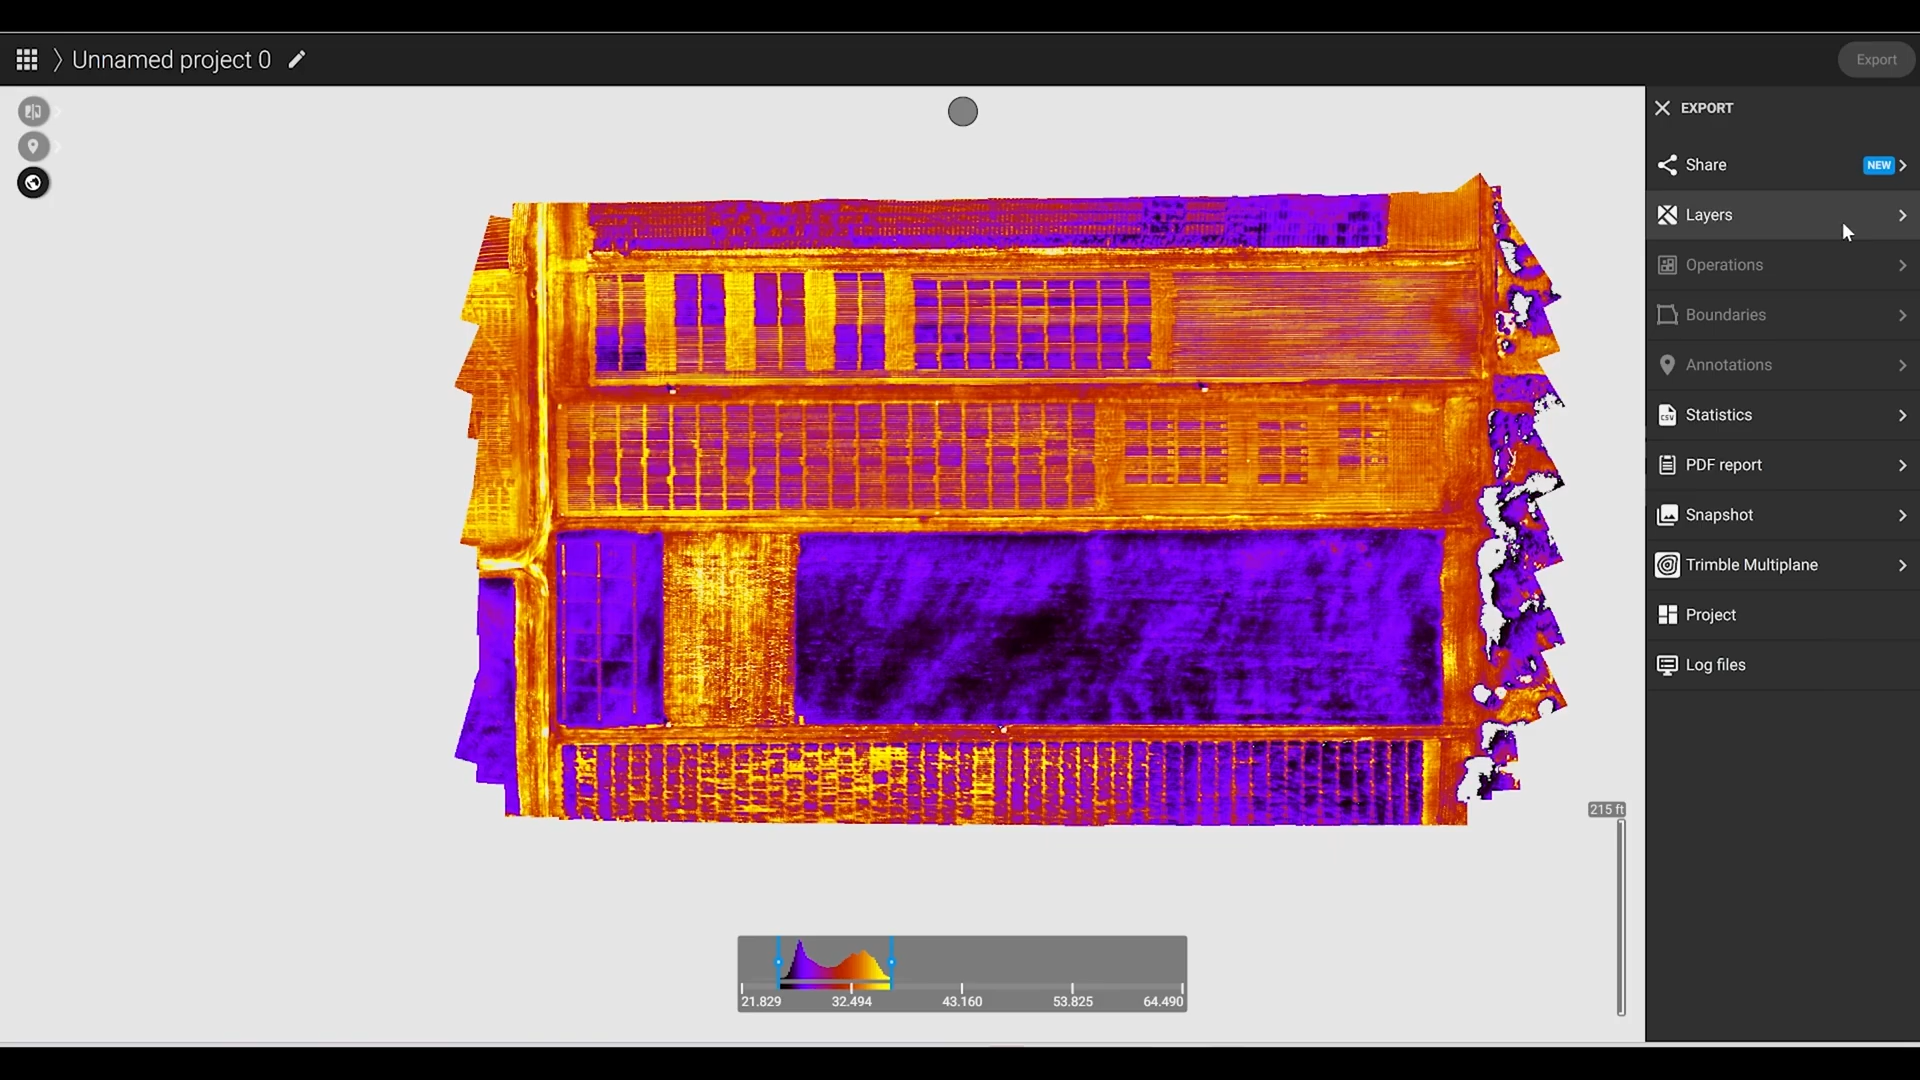 Unnamed project 0
Export
EXPORT
Share
NEW
Layers
Operations
Boundaries
Annotations
CSV
Statistics
PDF report
Snapshot
Trimble Multiplane
Project
Log files
215 ft
21.829 32.494 43.160 53.825 64.490